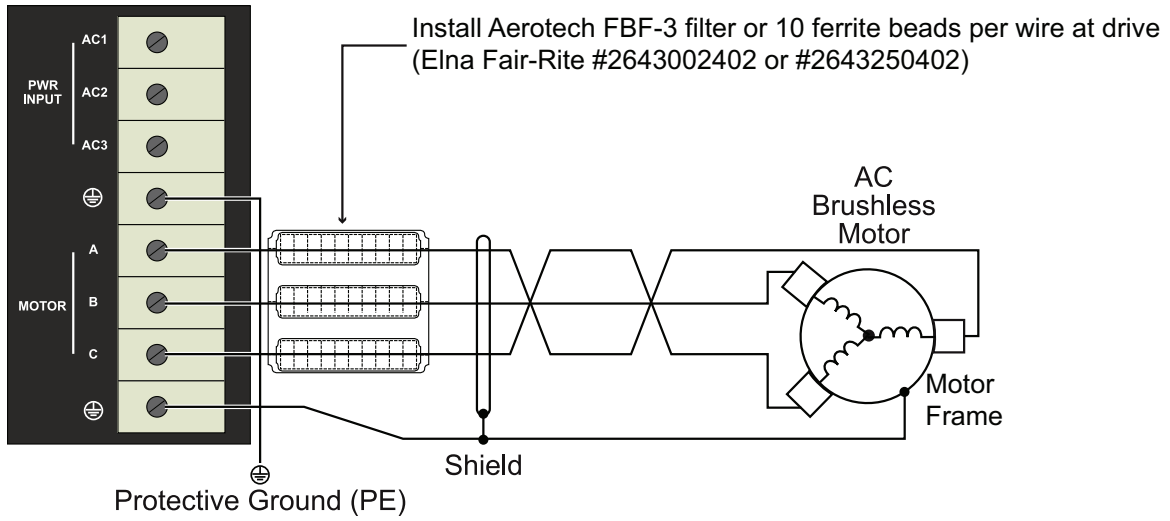 Install Aerotech FBF-3 filter or 10 ferrite beads per wire at drive
(Elna Fair-Rite #2643002402 or #2643250402)
AC1
PWR
INPUT
AC2
AC3
A
MOTOR
B
C
AC
Brushless
Motor
Motor
Frame
Shield
Protective Ground (PE)